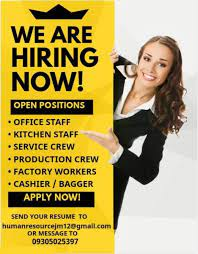 WE ARE
HIRING
NOW!
OPEN POSITIONS
• OFFICE STAFF
• KITCHEN STAFF
• SERVICE CREW
• PRODUCTION CREW
• FACTORY WORKERS
• CASHIER / BAGGER
APPLY NOW!
SEND YOUR RESUME TO
humanresourcejm12@gmail.com
OR MESSAGE TO
09305025397